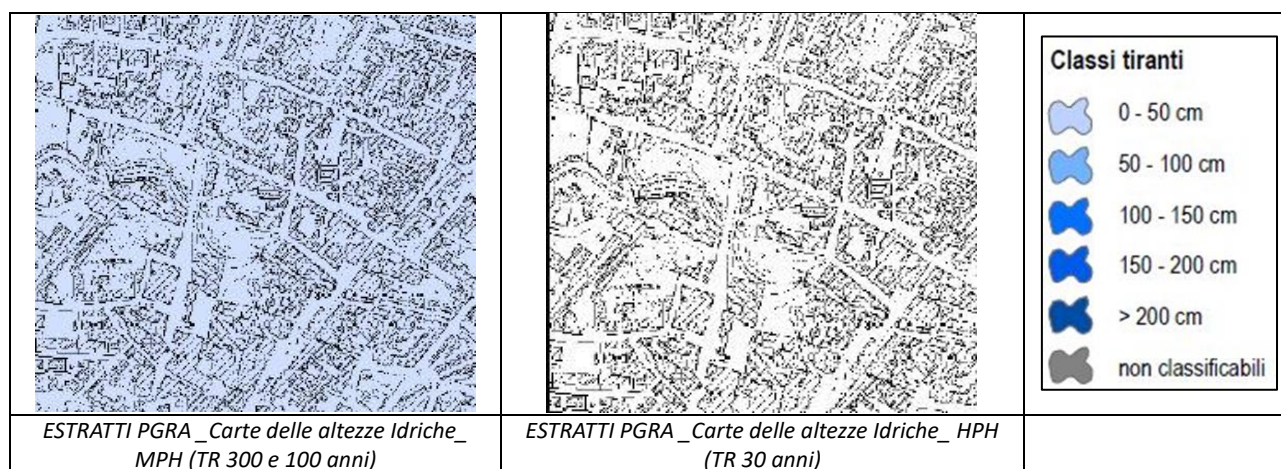 Classi tiranti
0 - 50 cm
50 - 100 cm
100 - 150 cm
150 - 200 cm
> 200 cm
non classificabili
ESTRATTI PGRA _Carte delle altezze Idriche_
MPH (TR 300 e 100 anni)
ESTRATTI PGRA _Carte delle altezze Idriche_ HPH
(TR 30 anni)